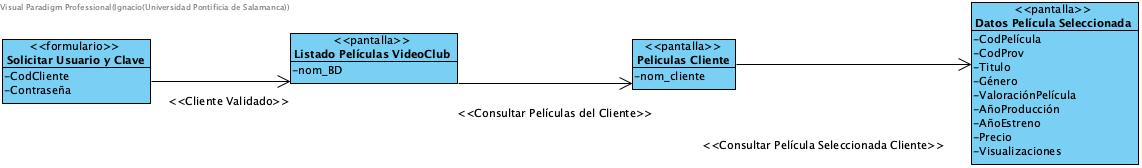 Visual Paradigm Professional(Ignacio(Universidad Pontificia de Salamanca))
<<formulario>>
Solicitar Usuario y Clave
-CodCliente
-Contraseña
<<Cliente Validado>>
<<pantalla>>
Listado Películas VideoClub
-nom_BD
<<Consultar Películas del Cliente>>
<<pantalla>>
Películas Cliente
-nom_cliente
<<Consultar Película Seleccionada Cliente>>
<<pantalla>>
Datos Película Seleccionada
-CodPelícula
-CodProv
-Titulo
-Género
-ValoraciónPelícula
-AñoProducción
-AñoEstreno
-Precio
-Visualizaciones